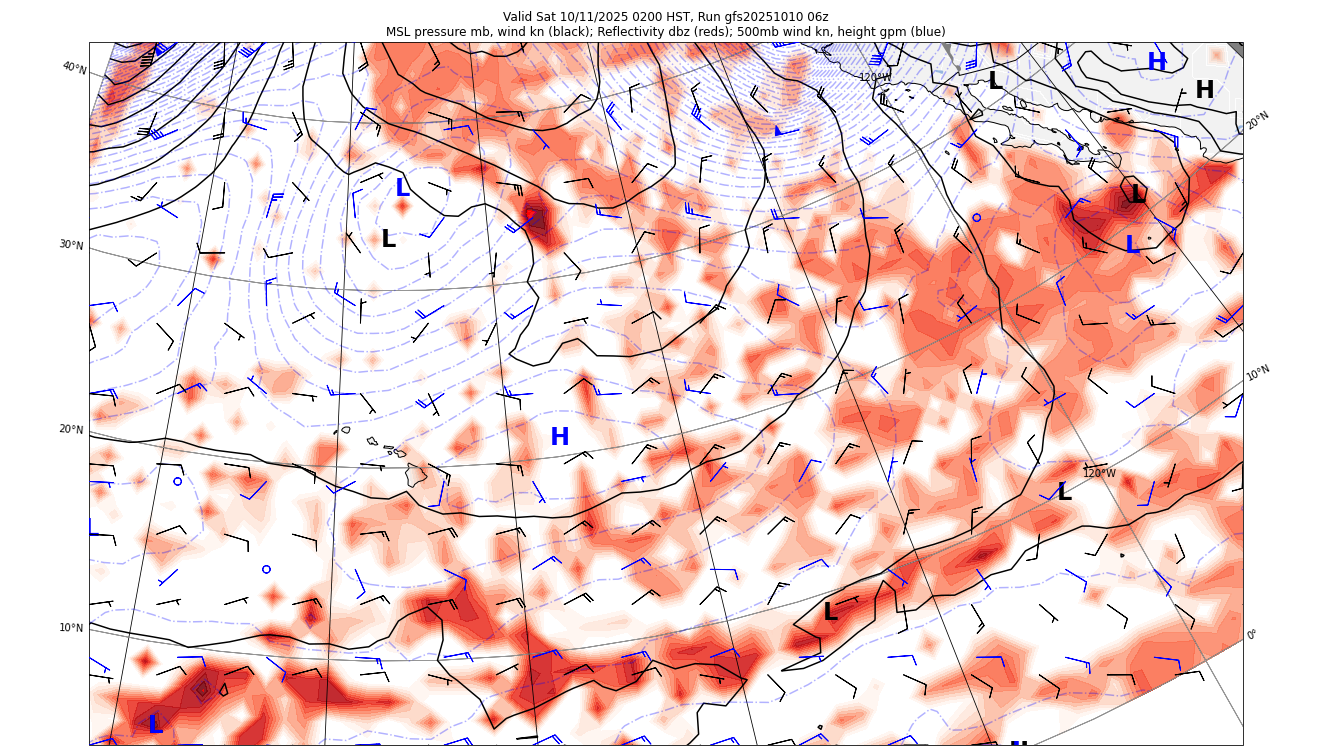 Valid Sat 10/11/2025 0200 HST, Run gfs20251010 06z
MSL pressure mb, wind kn (black); Reflectivity dbz (reds); 500mb wind kn, height gpm (blue)
40°N
120°W
H
L
H
20°N
L
L
L
L
30°N
L
10°N
20°N
H
120°W
L
L
10°N
0°
L